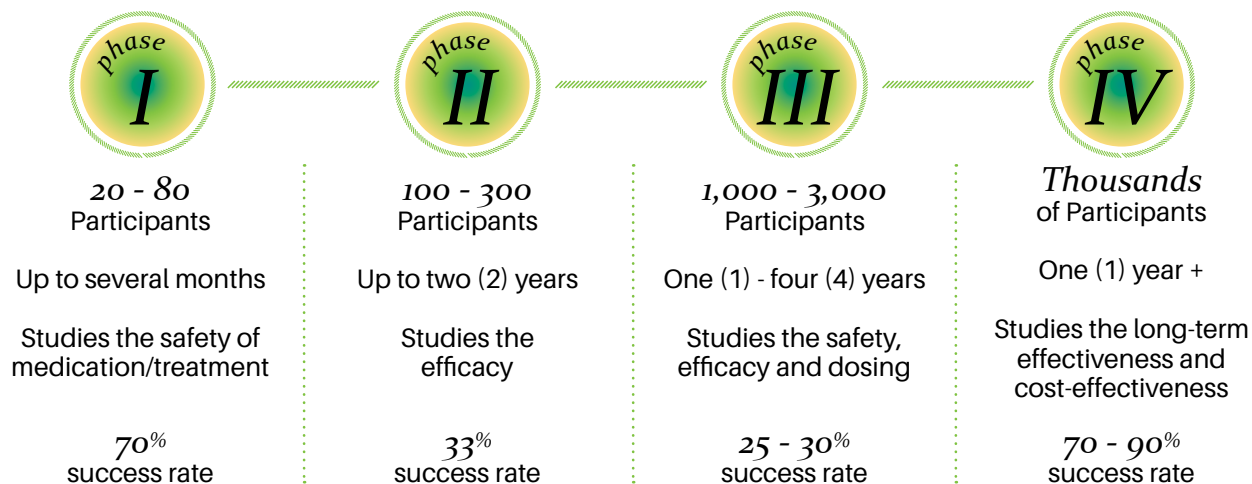 phase
I
20 - 80
Participants
Up to several months
Studies the safety of
medication/treatment
70%
success rate
phase
II
100 - 300
Participants
Up to two (2) years
Studies the
efficacy
33%
success rate
phase
III
1,000 - 3,000
Participants
One (1) - four (4) years
Studies the safety,
efficacy and dosing
25 - 30%
success rate
phase
IV
Thousands
of Participants
One (1) year +
Studies the long-term
effectiveness and
cost-effectiveness
70 - 90%
success rate